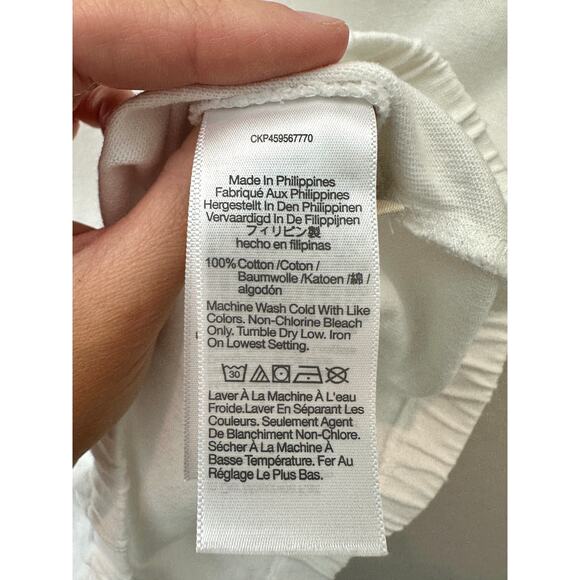 CKP459567770
Made In Philippines
Fabriqué Aux Philippines
Hergestellt In Den Philippinen
Vervaardigd In De Filippijnen
フィリピン製
hecho en filipinas
100% Cotton /Coton /
Baumwolle /Katoen /綿 /
algodón
Machine Wash Cold With Like
Colors. Non-Chlorine Bleach
Only. Tumble Dry Low. Iron
On Lowest Setting.
30
Laver À La Machine À L'eau
Froide.Laver En Séparant Les
Couleurs. Seulement Agent
De Blanchiment Non-Chlore.
Sécher À La Machine À
Basse Température. Fer Au
Réglage Le Plus Bas.